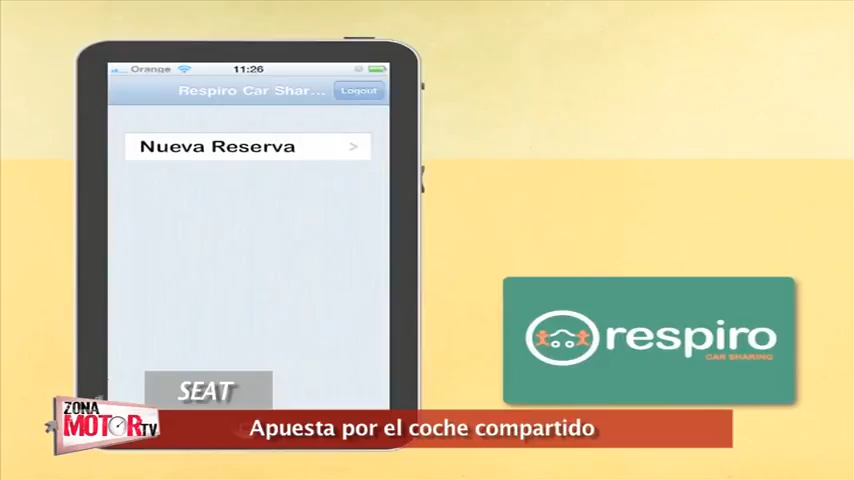 Orange
11:26
Respiro Car Shar...
Logout
Nueva Reserva
respiro
CAR SHARING
SEAT
ZONA
MOTOR TV
Apuesta por el coche compartido